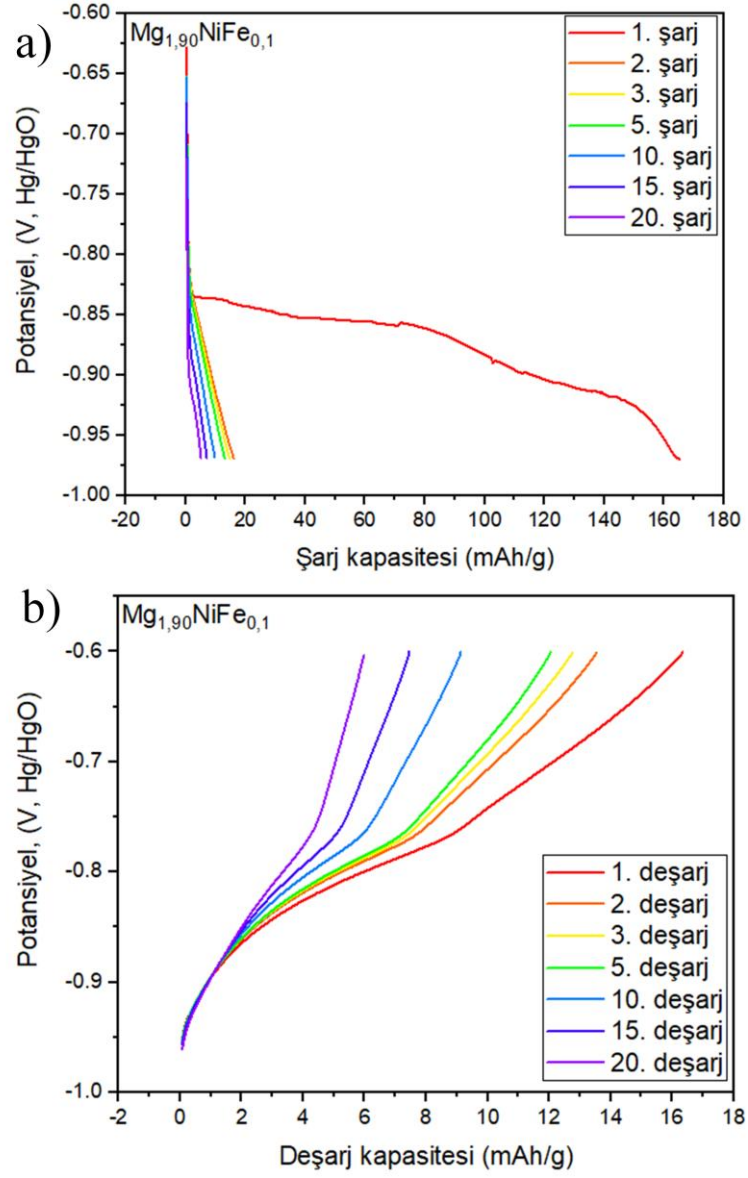 a)
Mg1,90NiFe0,1
1. şarj
2. şarj
3. şarj
5. şarj
10. şarj
15. şarj
20. şarj
-0.60
-0.65
-0.70
-0.75
-0.80
-0.85
-0.90
-0.95
-1.00
Potansiyel, (V, Hg/HgO)
-20 0 20 40 60 80 100 120 140 160 180
Şarj kapasitesi (mAh/g)
b)
Mg1,90NiFe0,1
-0.6
-0.7
-0.8
-0.9
-1.0
Potansiyel, (V, Hg/HgO)
1. deşarj
2. deşarj
3. deşarj
5. deşarj
10. deşarj
15. deşarj
20. deşarj
-2 0 2 4 6 8 10 12 14 16 18
Deşarj kapasitesi (mAh/g)